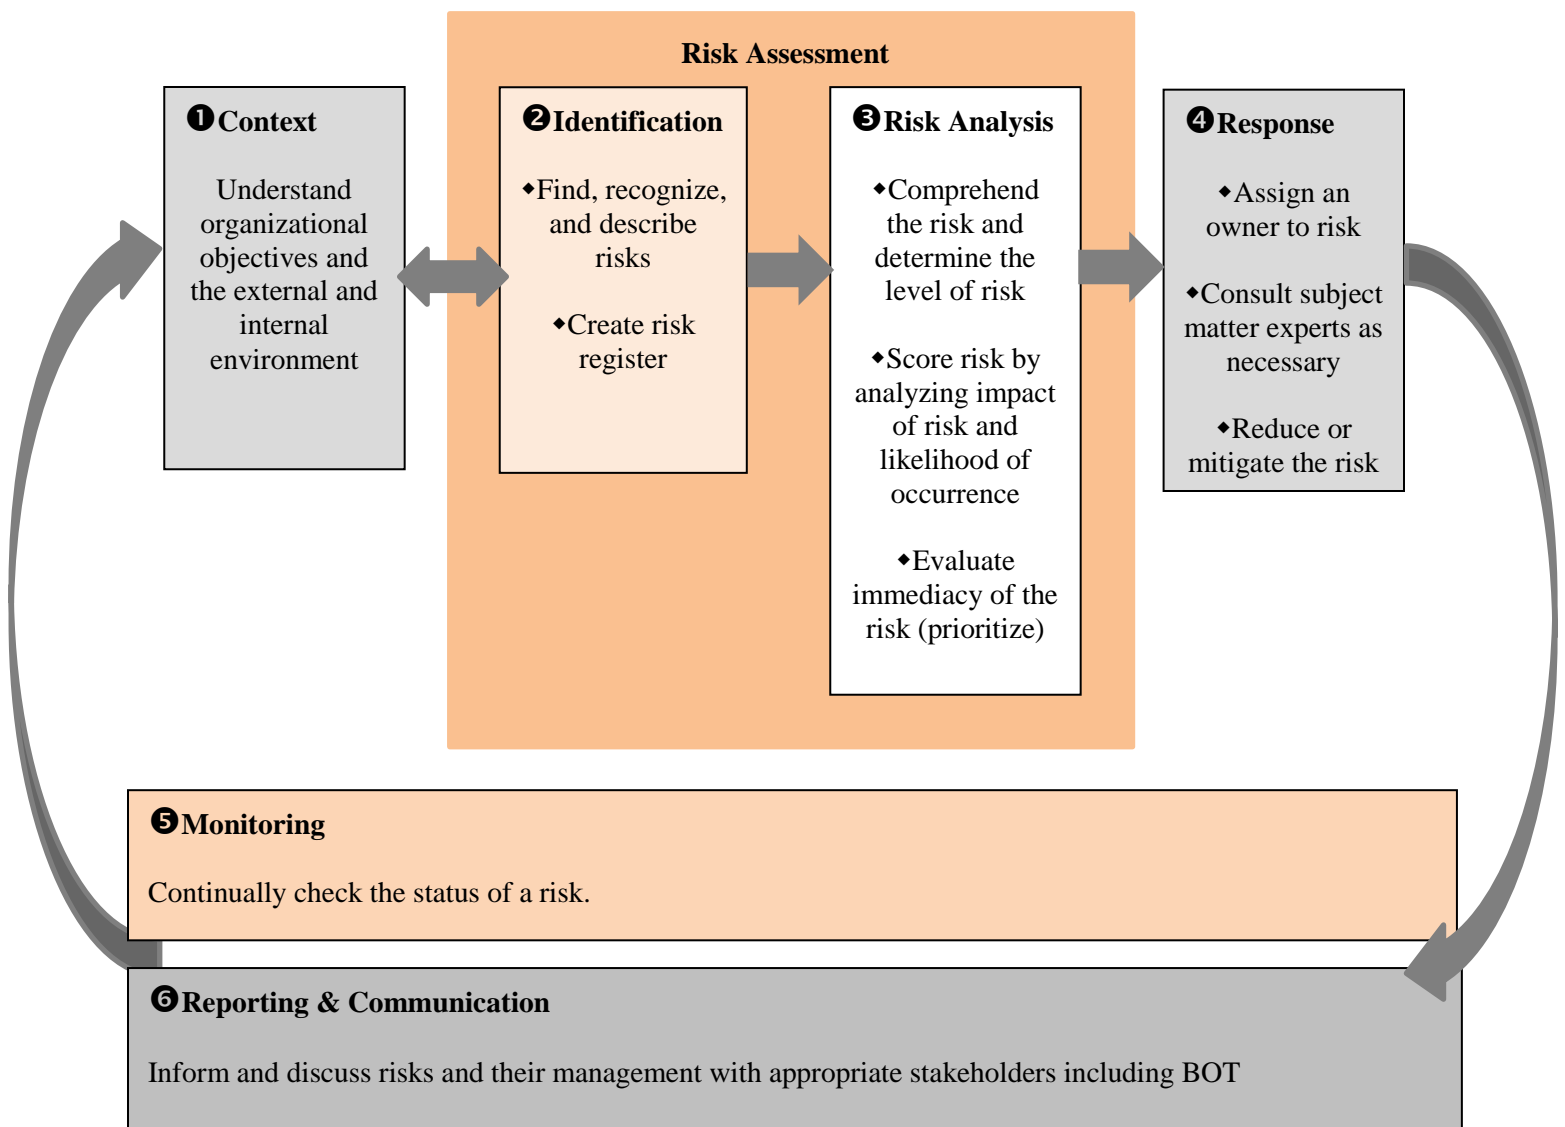 Risk Assessment
❶Context
Understand
organizational
objectives and
the external and
internal
environment
❷Identification
◆Find, recognize,
and describe
risks
◆Create risk
register
❸Risk Analysis
◆Comprehend
the risk and
determine the
level of risk
◆Score risk by
analyzing impact
of risk and
likelihood of
occurrence
◆Evaluate
immediacy of the
risk (prioritize)
❹Response
◆Assign an
owner to risk
◆Consult subject
matter experts as
necessary
◆Reduce or
mitigate the risk
❺Monitoring
Continually check the status of a risk.
❻Reporting & Communication
Inform and discuss risks and their management with appropriate stakeholders including BOT